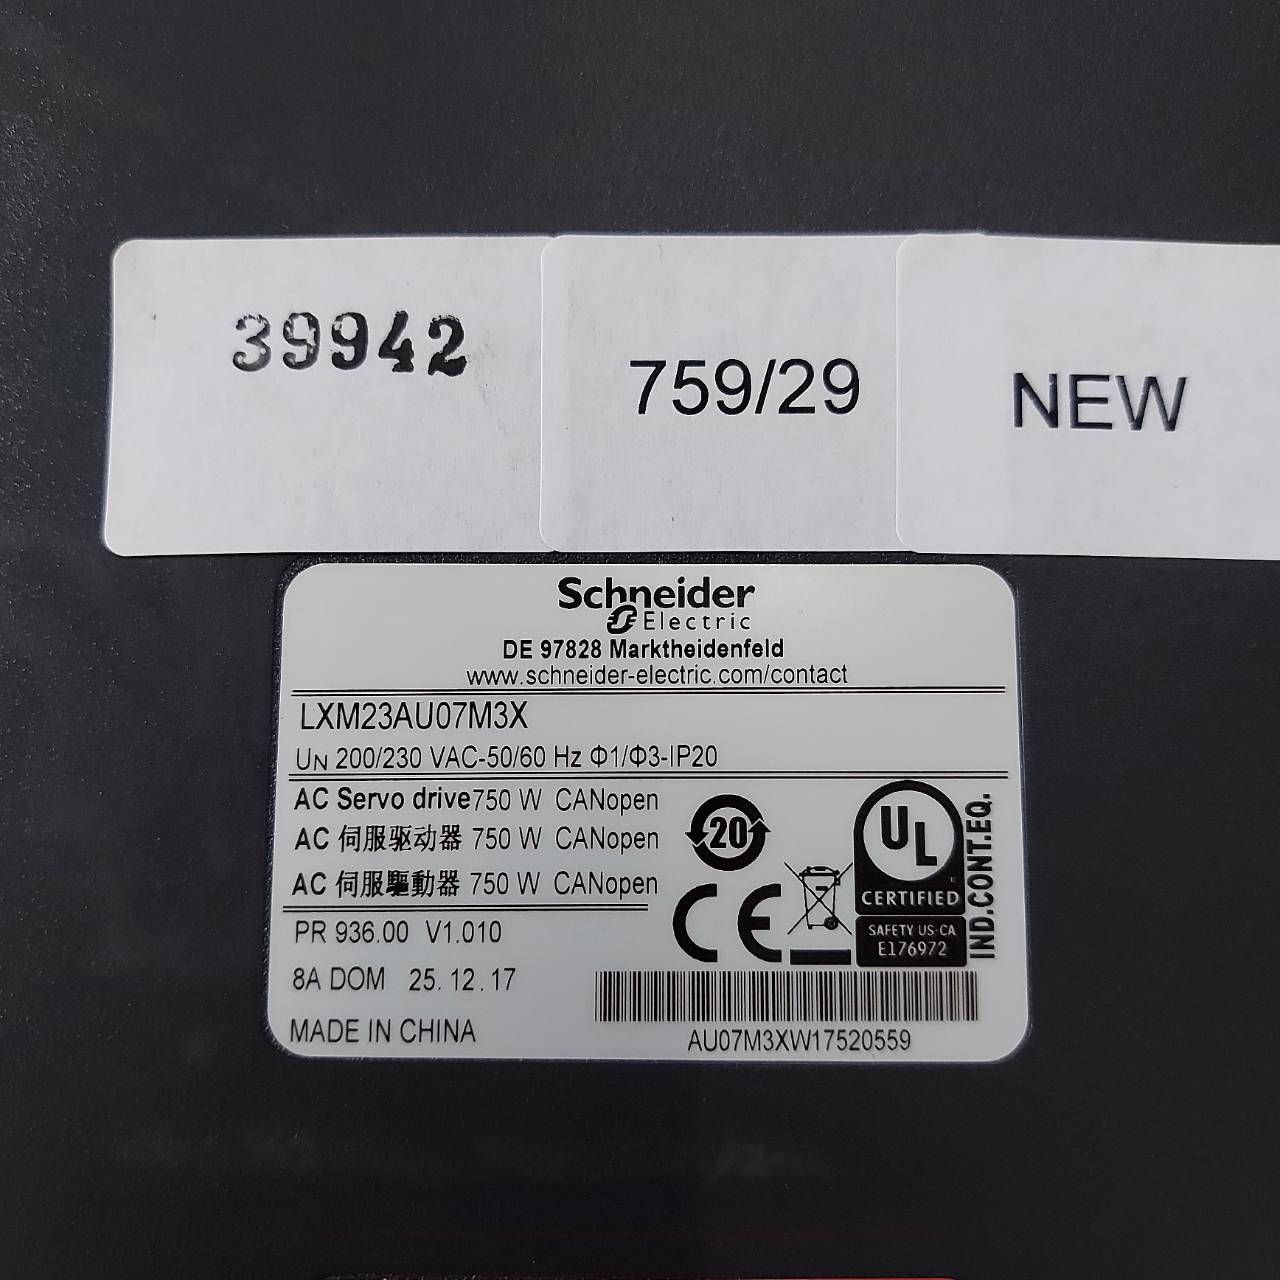 39942
759/29
NEW
Schneider
Electric
DE 97828 Marktheidenfeld
www.schneider-electric.com/contact
LXM23AU07M3X
UN 200/230 VAC-50/60 Hz Φ1/Φ3-IP20
AC Servo drive 750 W CANopen
AC 伺服驱动器 750 W CANopen
AC 伺服驅動器 750 W CANopen
PR 936.00 V1.010
8A DOM 25.12.17
MADE IN CHINA
20
CE
UL
CERTIFIED
SAFETY US·CA
E176972
IND.CONT.EQ.
AU07M3XW17520559